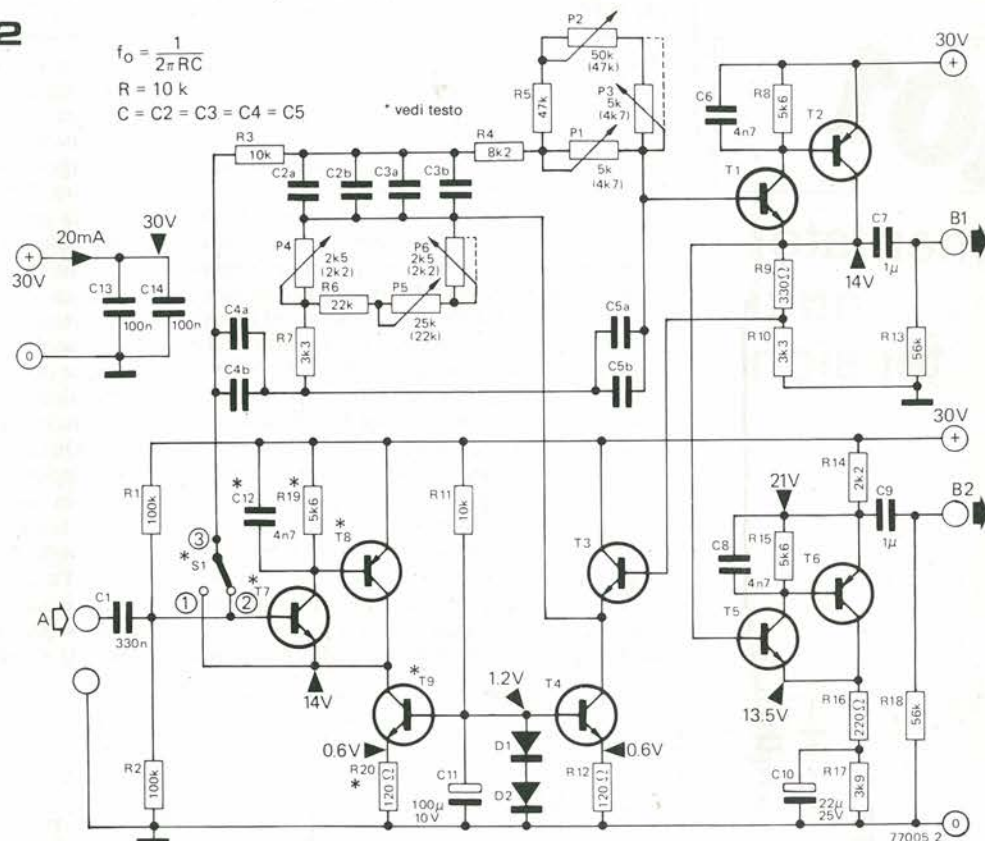 2
f₀ = 1 / 2πRC
R = 10 k
C = C2 = C3 = C4 = C5
* vedi testo
P2
50k
(47k)
R5
47k
P3
5k
(4k7)
P1
5k
(4k7)
R3
10k
R4
8k2
C2a
C2b
C3a
C3b
P4
2k5
(2k2)
P6
2k5
(2k2)
R6
22k
P5
25k
(22k)
R7
3k3
C4a
C4b
C5a
C5b
30V
+
C6
4n7
R8
5k6
T2
T1
C7
1µ
B1
14V
R9
330Ω
R10
3k3
R13
56k
+
30V
20mA
30V
C13
100n
C14
100n
0
30V
+
R1
100k
* C12
4n7
* R19
5k6
* T8
R11
10k
T3
R14
2k2
21V
C9
1µ
B2
3
* S1
1
2
* T7
A
C1
330n
14V
C8
4n7
R15
5k6
T6
T5
* T9
1.2V
T4
13.5V
0.6V
R20
*
120Ω
C11
100µ
10V
D1
D2
0.6V
R12
120Ω
R16
220Ω
R18
56k
C10
22µ
25V
R17
3k9
R2
100k
0
77005 2